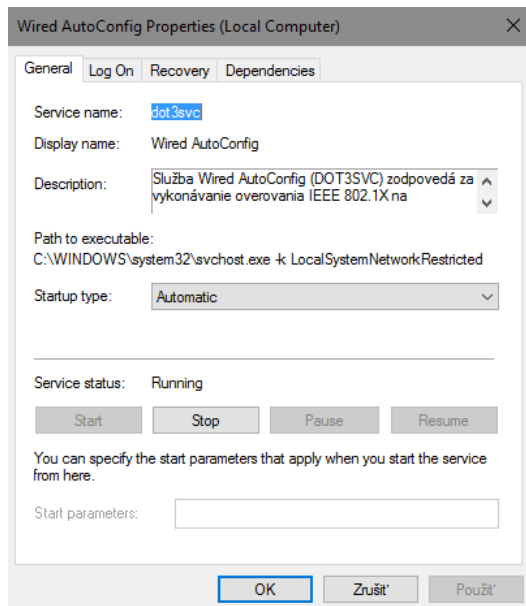 Wired AutoConfig Properties (Local Computer)
General Log On Recovery Dependencies
Service name: dot3svc
Display name: Wired AutoConfig
Description: Služba Wired AutoConfig (DOT3SVC) zodpovedá za
vykonávanie overovania IEEE 802.1X na
Path to executable:
C:\WINDOWS\system32\svchost.exe -k LocalSystemNetworkRestricted
Startup type: Automatic
Service status: Running
Start Stop Pause Resume
You can specify the start parameters that apply when you start the service
from here.
Start parameters:
OK Zrušiť Použiť